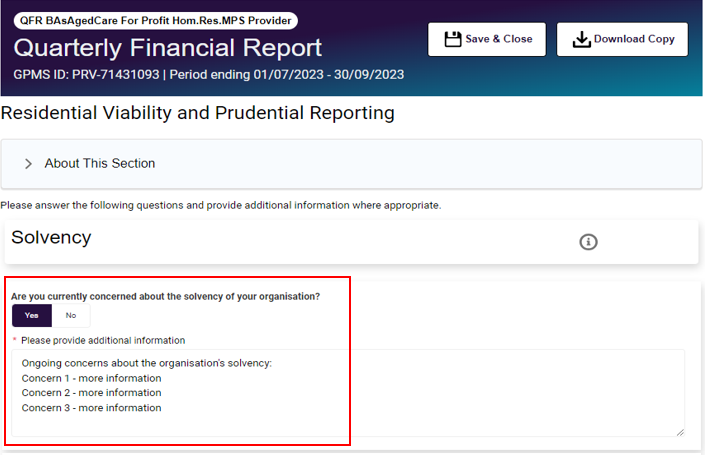 QFR BAsAgedCare For Profit Hom.Res.MPS Provider
Quarterly Financial Report
GPMS ID: PRV-71431093 | Period ending 01/07/2023 - 30/09/2023
Save & Close
Download Copy
Residential Viability and Prudential Reporting
About This Section
Please answer the following questions and provide additional information where appropriate.
Solvency
Are you currently concerned about the solvency of your organisation?
Yes No
* Please provide additional information
Ongoing concerns about the organisation's solvency:
Concern 1 - more information
Concern 2 - more information
Concern 3 - more information